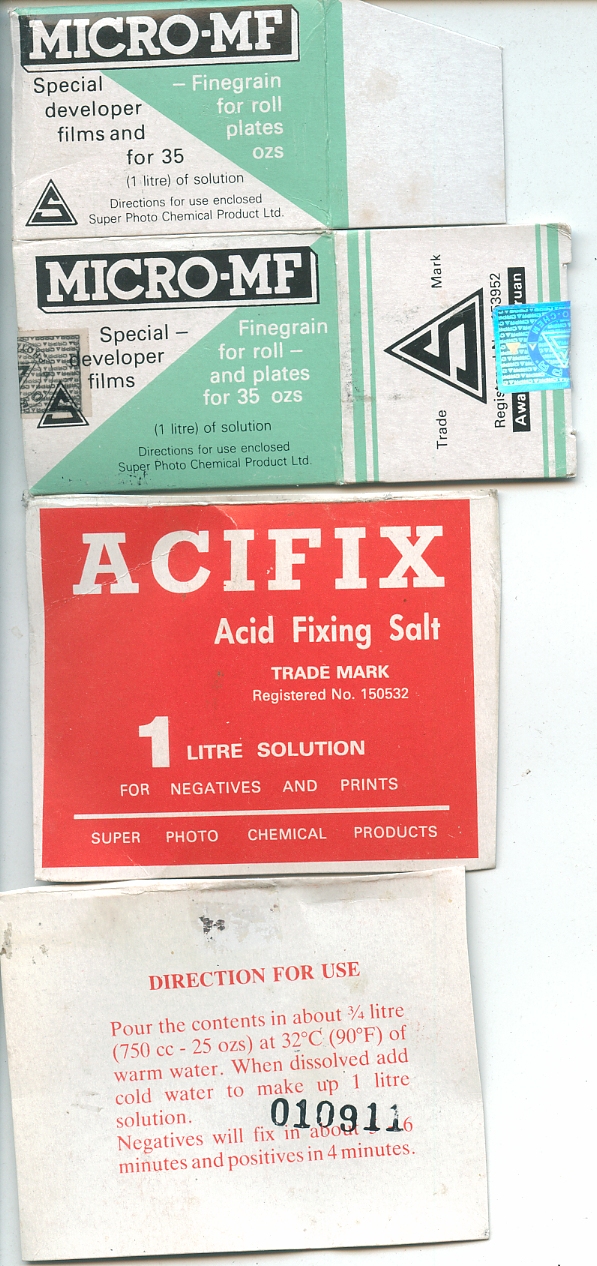 MICRO-MF
Special – Finegrain
developer for roll
films and plates
for 35 ozs
(1 litre) of solution
Directions for use enclosed
Super Photo Chemical Product Ltd.
S
MICRO-MF
Special – Finegrain
developer for roll –
films and plates
for 35 ozs
(1 litre) of solution
Directions for use enclosed
Super Photo Chemical Product Ltd.
S
Trade Mark
S
ACIFIX
Acid Fixing Salt
TRADE MARK
Registered No. 150532
1 LITRE SOLUTION
FOR NEGATIVES AND PRINTS
SUPER PHOTO CHEMICAL PRODUCTS
DIRECTION FOR USE
Pour the contents in about ¾ litre
(750 cc - 25 ozs) at 32°C (90°F) of
warm water. When dissolved add
cold water to make up 1 litre
solution.
010911
Negatives will fix in about 6
minutes and positives in 4 minutes.